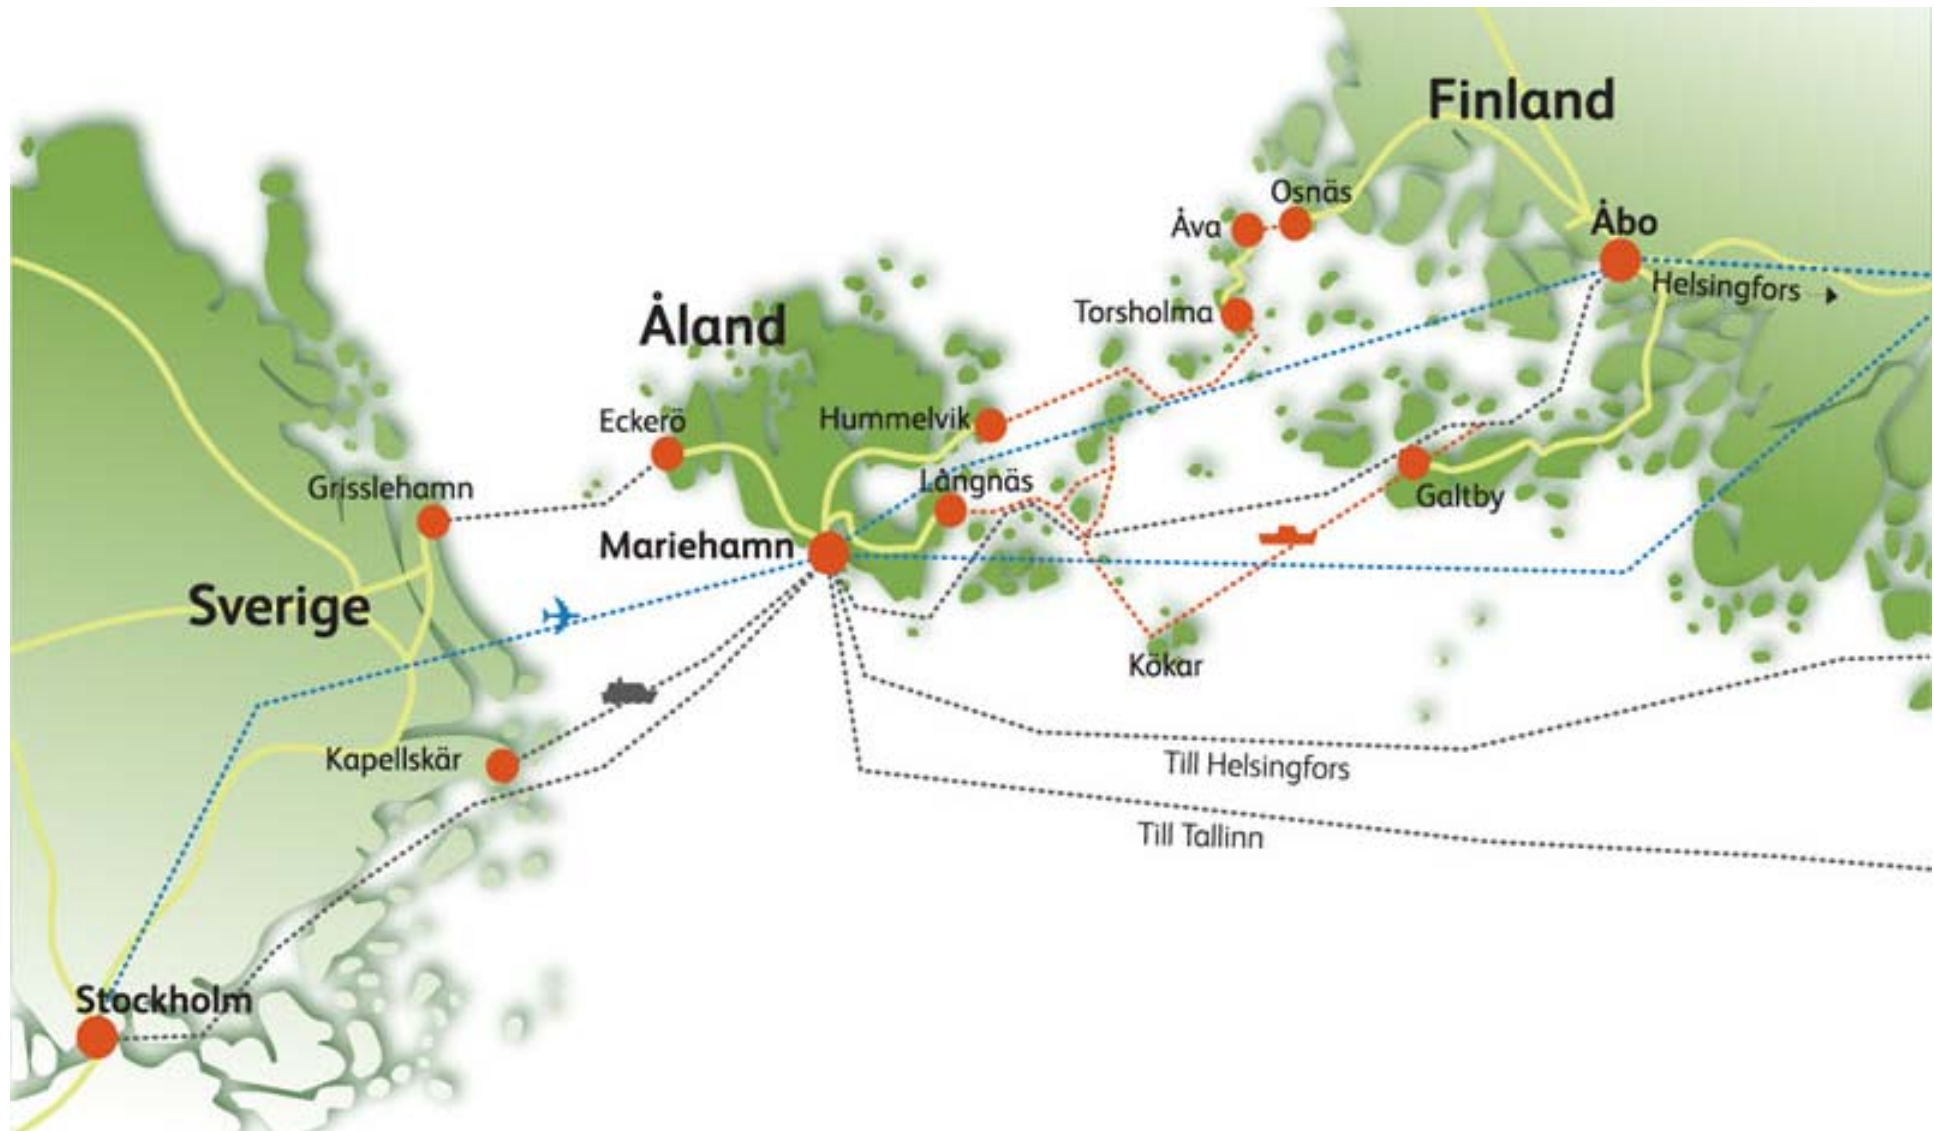 Finland
Osnäs
Åva
Åbo
Helsingfors
Torsholma
Åland
Eckerö
Hummelvik
Långnäs
Grisslehamn
Galtby
Mariehamn
Sverige
Kökar
Kapellskär
Till Helsingfors
Till Tallinn
Stockholm